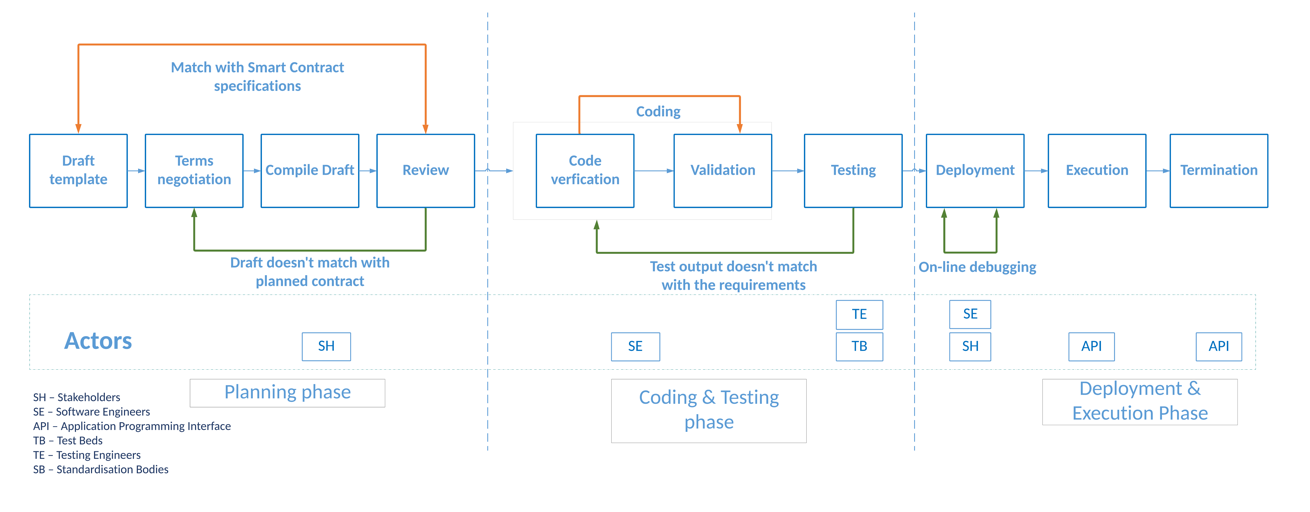 Match with Smart Contract
specifications
Coding
Draft
template
Terms
negotiation
Compile Draft
Review
Code
verfication
Validation
Testing
Deployment
Execution
Termination
Draft doesn't match with
planned contract
Test output doesn't match
with the requirements
On-line debugging
Actors
SH
SE
TE
TB
SE
SH
API
API
Planning phase
Coding & Testing
phase
Deployment &
Execution Phase
SH – Stakeholders
SE – Software Engineers
API – Application Programming Interface
TB – Test Beds
TE – Testing Engineers
SB – Standardisation Bodies